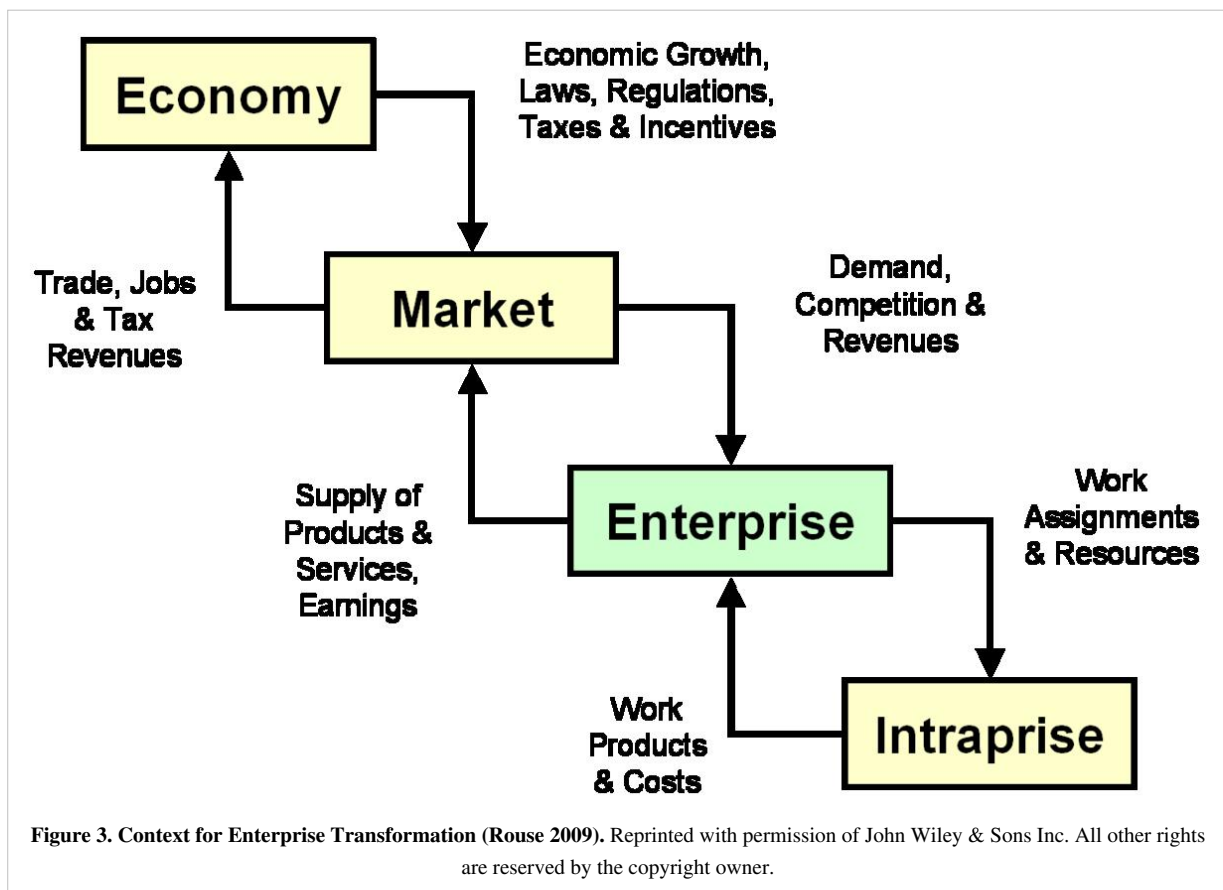 Economy
Economic Growth,
Laws, Regulations,
Taxes & Incentives
Trade, Jobs
& Tax
Revenues
Market
Demand,
Competition &
Revenues
Supply of
Products &
Services,
Earnings
Enterprise
Work
Assignments
& Resources
Work
Products
& Costs
Intraprise
Figure 3. Context for Enterprise Transformation (Rouse 2009). Reprinted with permission of John Wiley & Sons Inc. All other rights
are reserved by the copyright owner.